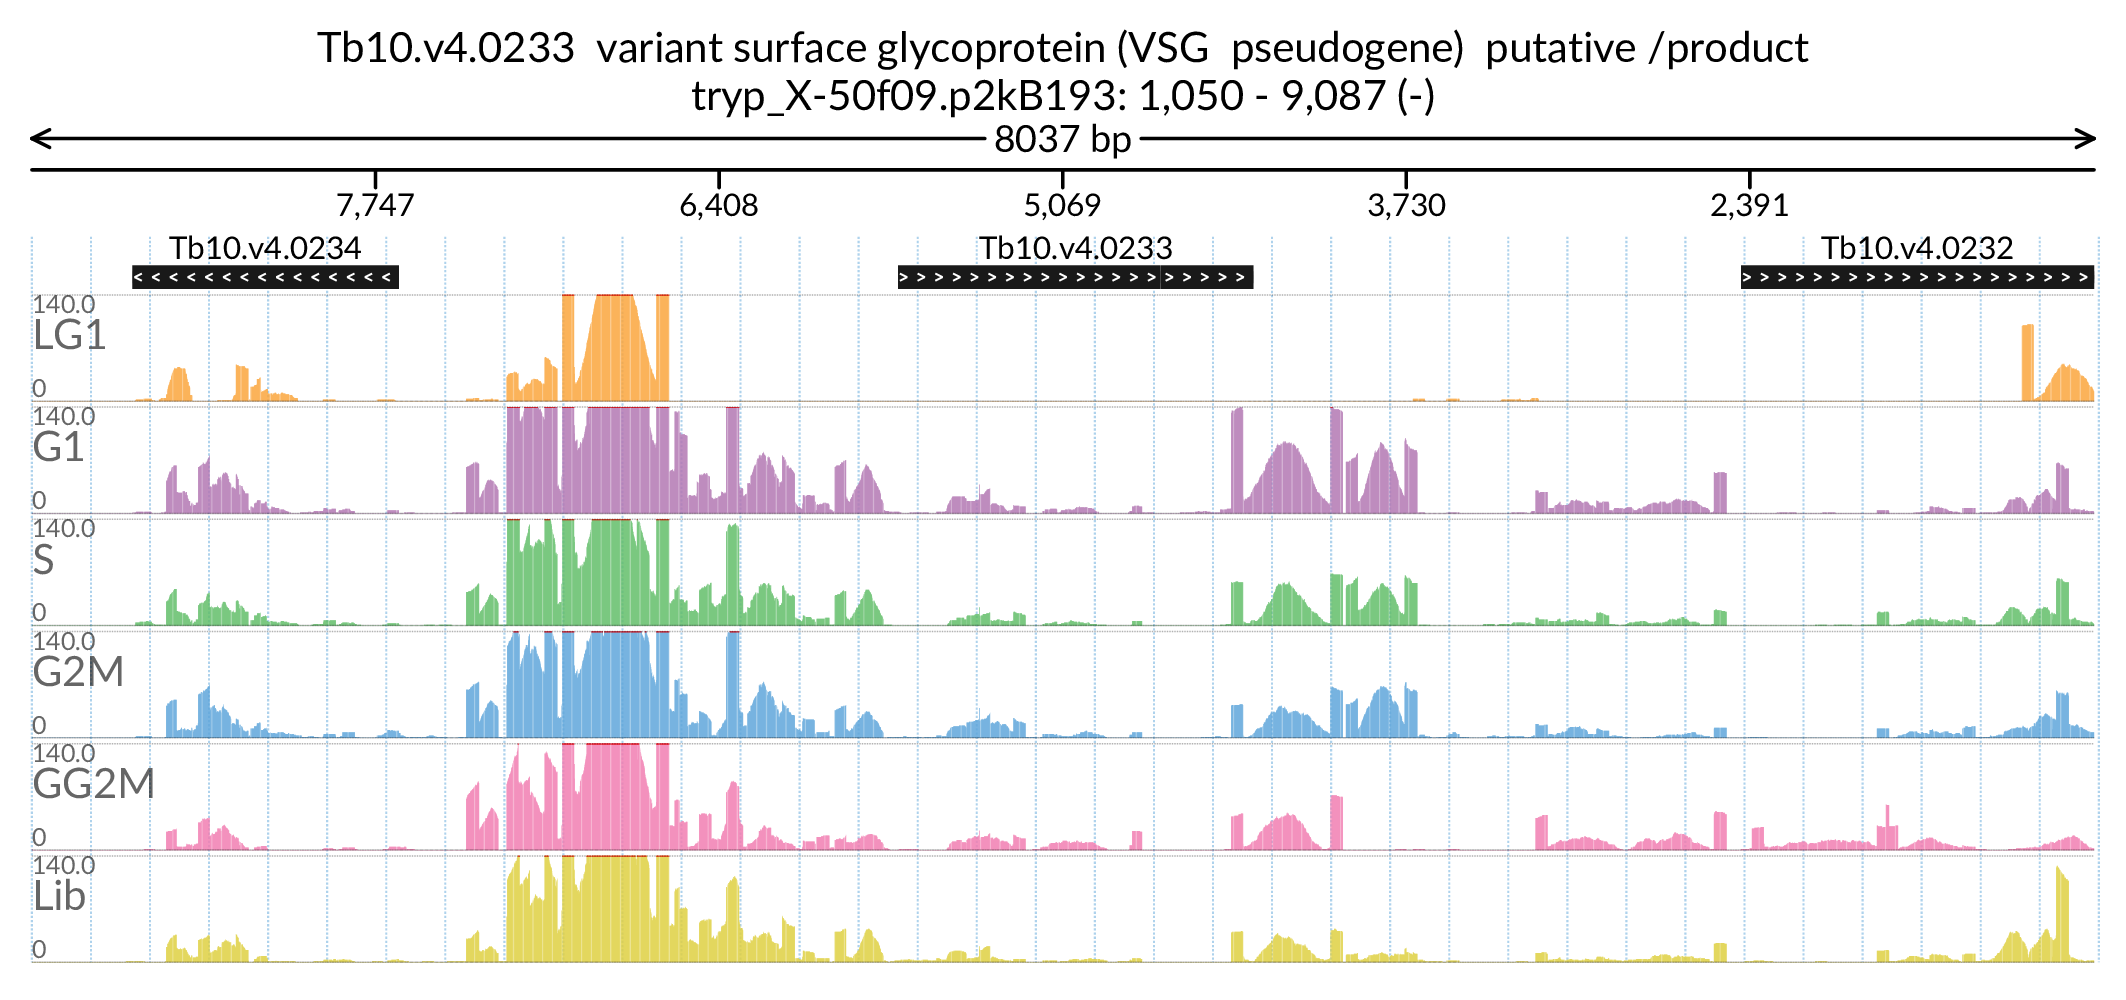 Tb10.v4.0233  variant surface glycoprotein (VSG  pseudogene)  putative /product
tryp_X-50f09.p2kB193: 1,050 - 9,087 (-)
8037 bp
7,747 6,408 5,069 3,730 2,391
Tb10.v4.0234 Tb10.v4.0233 Tb10.v4.0232
140.0
LG1
0
140.0
G1
0
140.0
S
0
140.0
G2M
0
140.0
GG2M
0
140.0
Lib
0